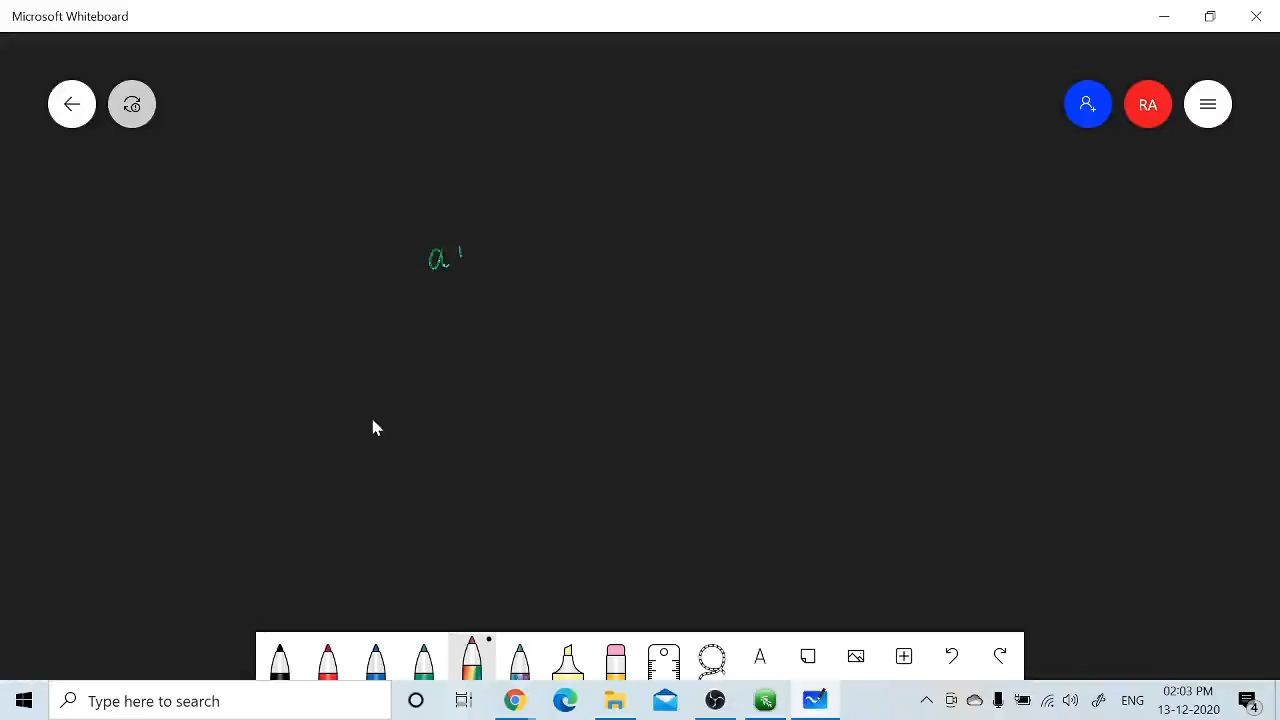 Microsoft Whiteboard
RA
a'
Type here to search
ENG
02:03 PM
13-12-2020
4